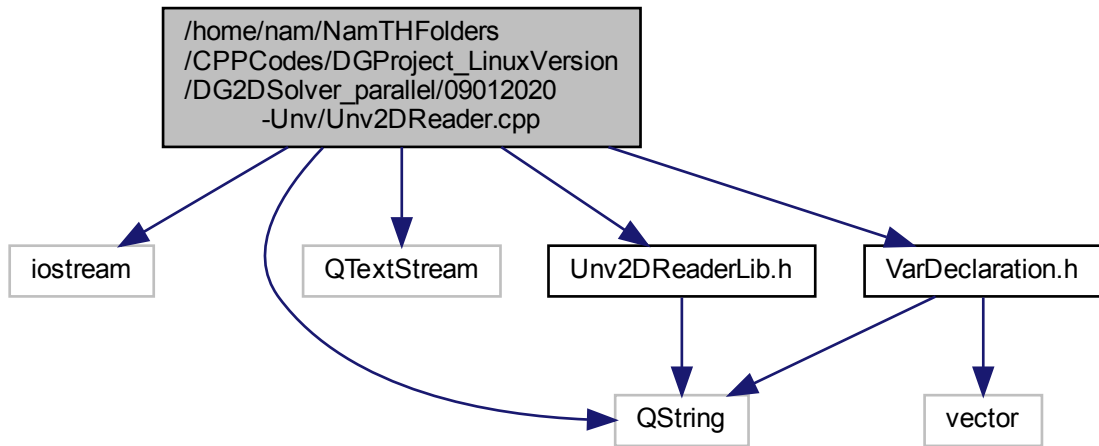 /home/nam/NamTHFolders
/CPPCodes/DGProject_LinuxVersion
/DG2DSolver_parallel/09012020
-Unv/Unv2DReader.cpp
iostream
QTextStream
Unv2DReaderLib.h
VarDeclaration.h
QString
vector